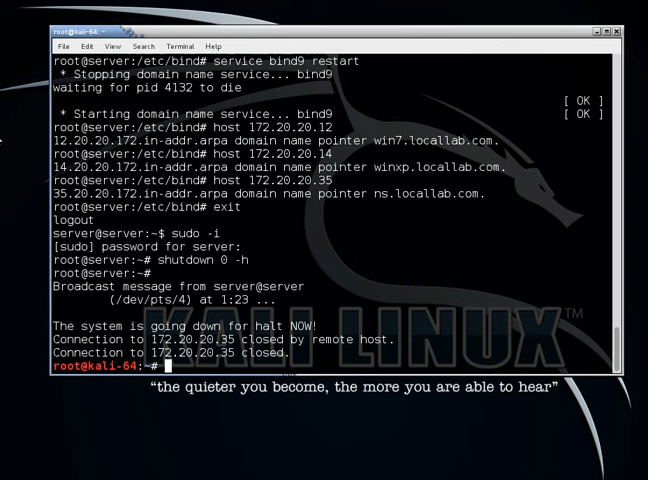 root@kali-64: ~
File Edit View Search Terminal Help
root@server:/etc/bind# service bind9 restart
 * Stopping domain name service... bind9
waiting for pid 4132 to die
[ OK ]
 * Starting domain name service... bind9
[ OK ]
root@server:/etc/bind# host 172.20.20.12
12.20.20.172.in-addr.arpa domain name pointer win7.locallab.com.
root@server:/etc/bind# host 172.20.20.14
14.20.20.172.in-addr.arpa domain name pointer winxp.locallab.com.
root@server:/etc/bind# host 172.20.20.35
35.20.20.172.in-addr.arpa domain name pointer ns.locallab.com.
root@server:/etc/bind# exit
logout
server@server:~$ sudo -i
[sudo] password for server:
root@server:~# shutdown 0 -h
root@server:~#
Broadcast message from server@server
        (/dev/pts/4) at 1:23 ...
The system is going down for halt NOW!
Connection to 172.20.20.35 closed by remote host.
Connection to 172.20.20.35 closed.
root@kali-64:~#
KALI LINUX™
“the quieter you become, the more you are able to hear”